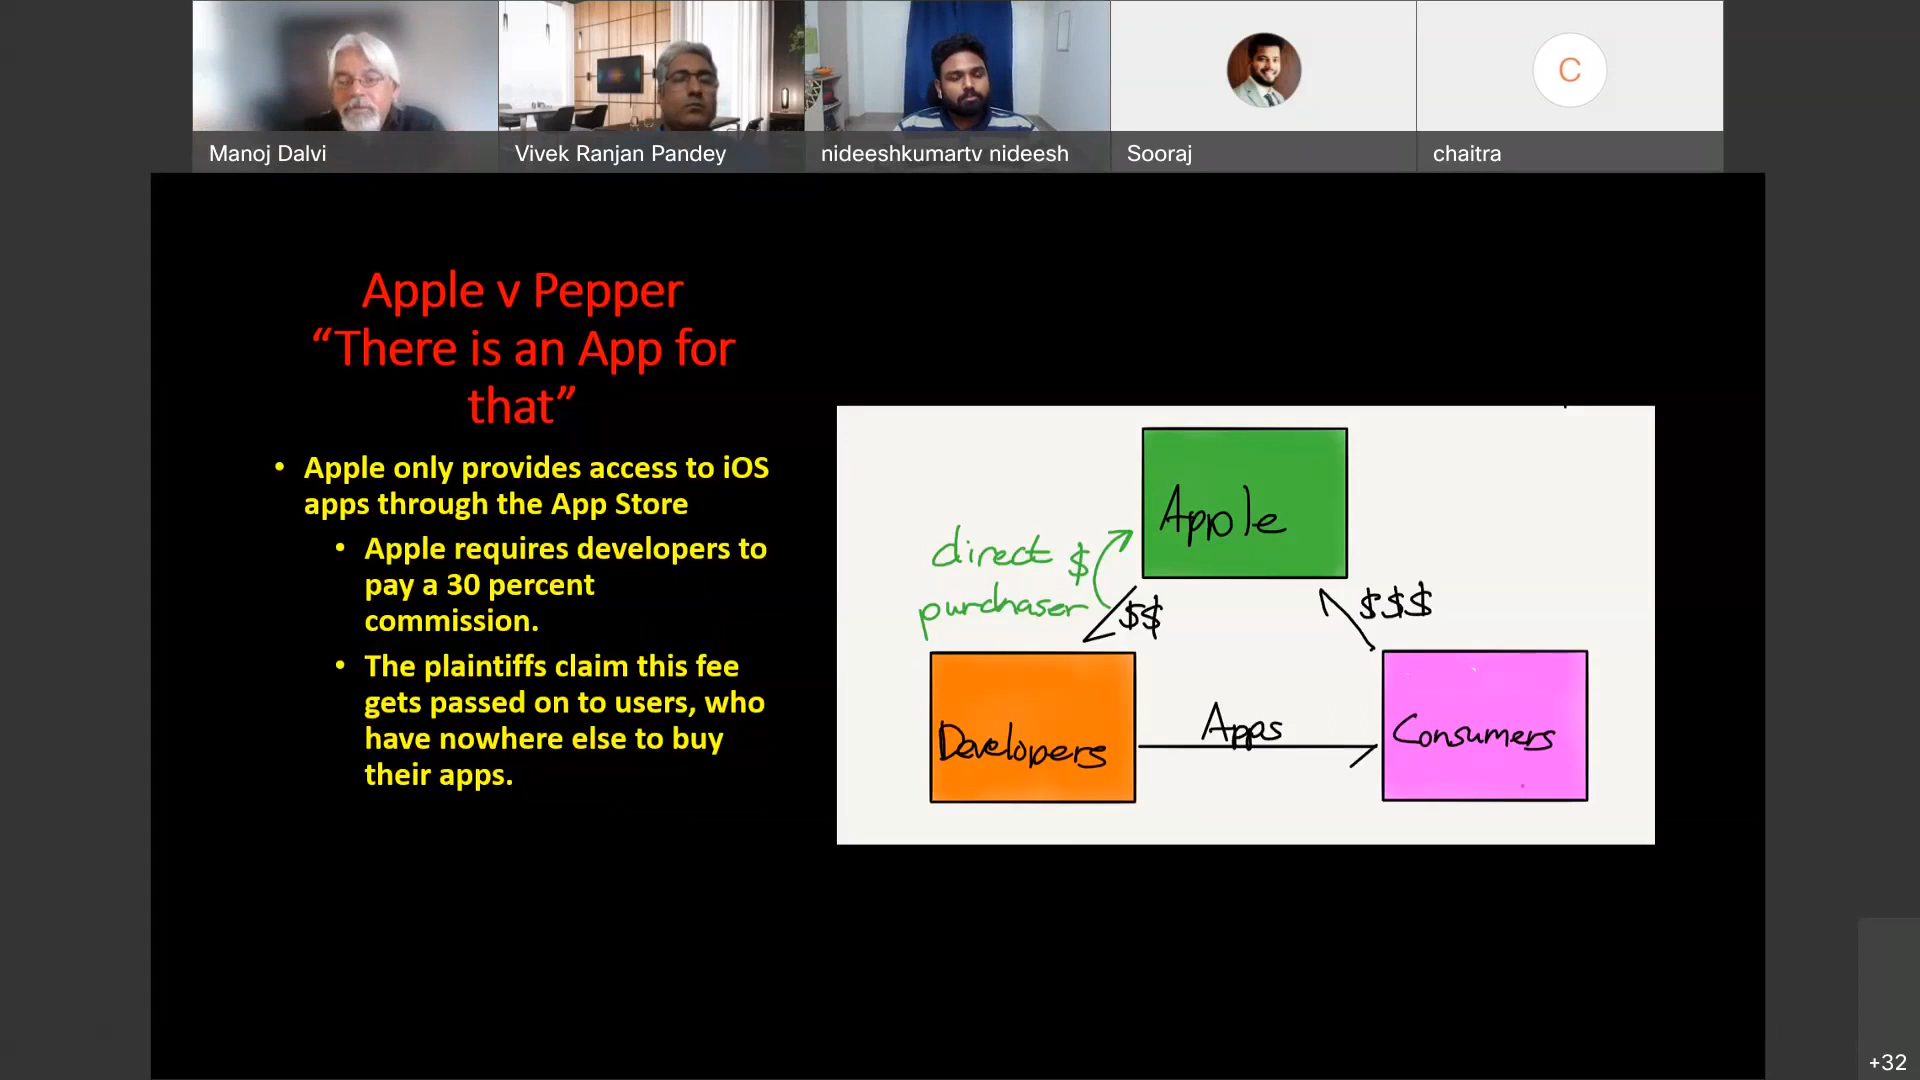 Manoj Dalvi
Vivek Ranjan Pandey
nideeshkumartv nideesh
Sooraj
C
chaitra
Apple v Pepper
“There is an App for
that”
• Apple only provides access to iOS
apps through the App Store
• Apple requires developers to
pay a 30 percent
commission.
• The plaintiffs claim this fee
gets passed on to users, who
have nowhere else to buy
their apps.
Apple
direct $
purchaser
$$
$$$
Developers
Apps
Consumers
+32